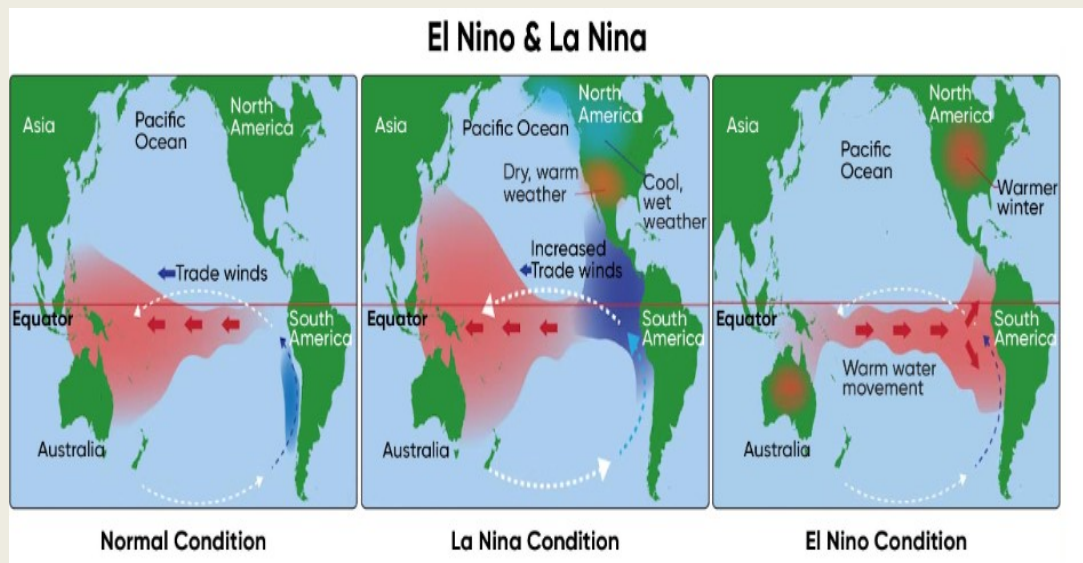 El Nino & La Nina
Asia
Pacific
Ocean
North
America
Trade winds
Equator
South
America
Australia
Normal Condition
Asia
Pacific Ocean
North
America
Dry, warm
weather
Cool,
wet
weather
Increased
Trade winds
Equator
South
America
Australia
La Nina Condition
Asia
Pacific
Ocean
North
America
Warmer
winter
Equator
South
America
Warm water
movement
Australia
El Nino Condition